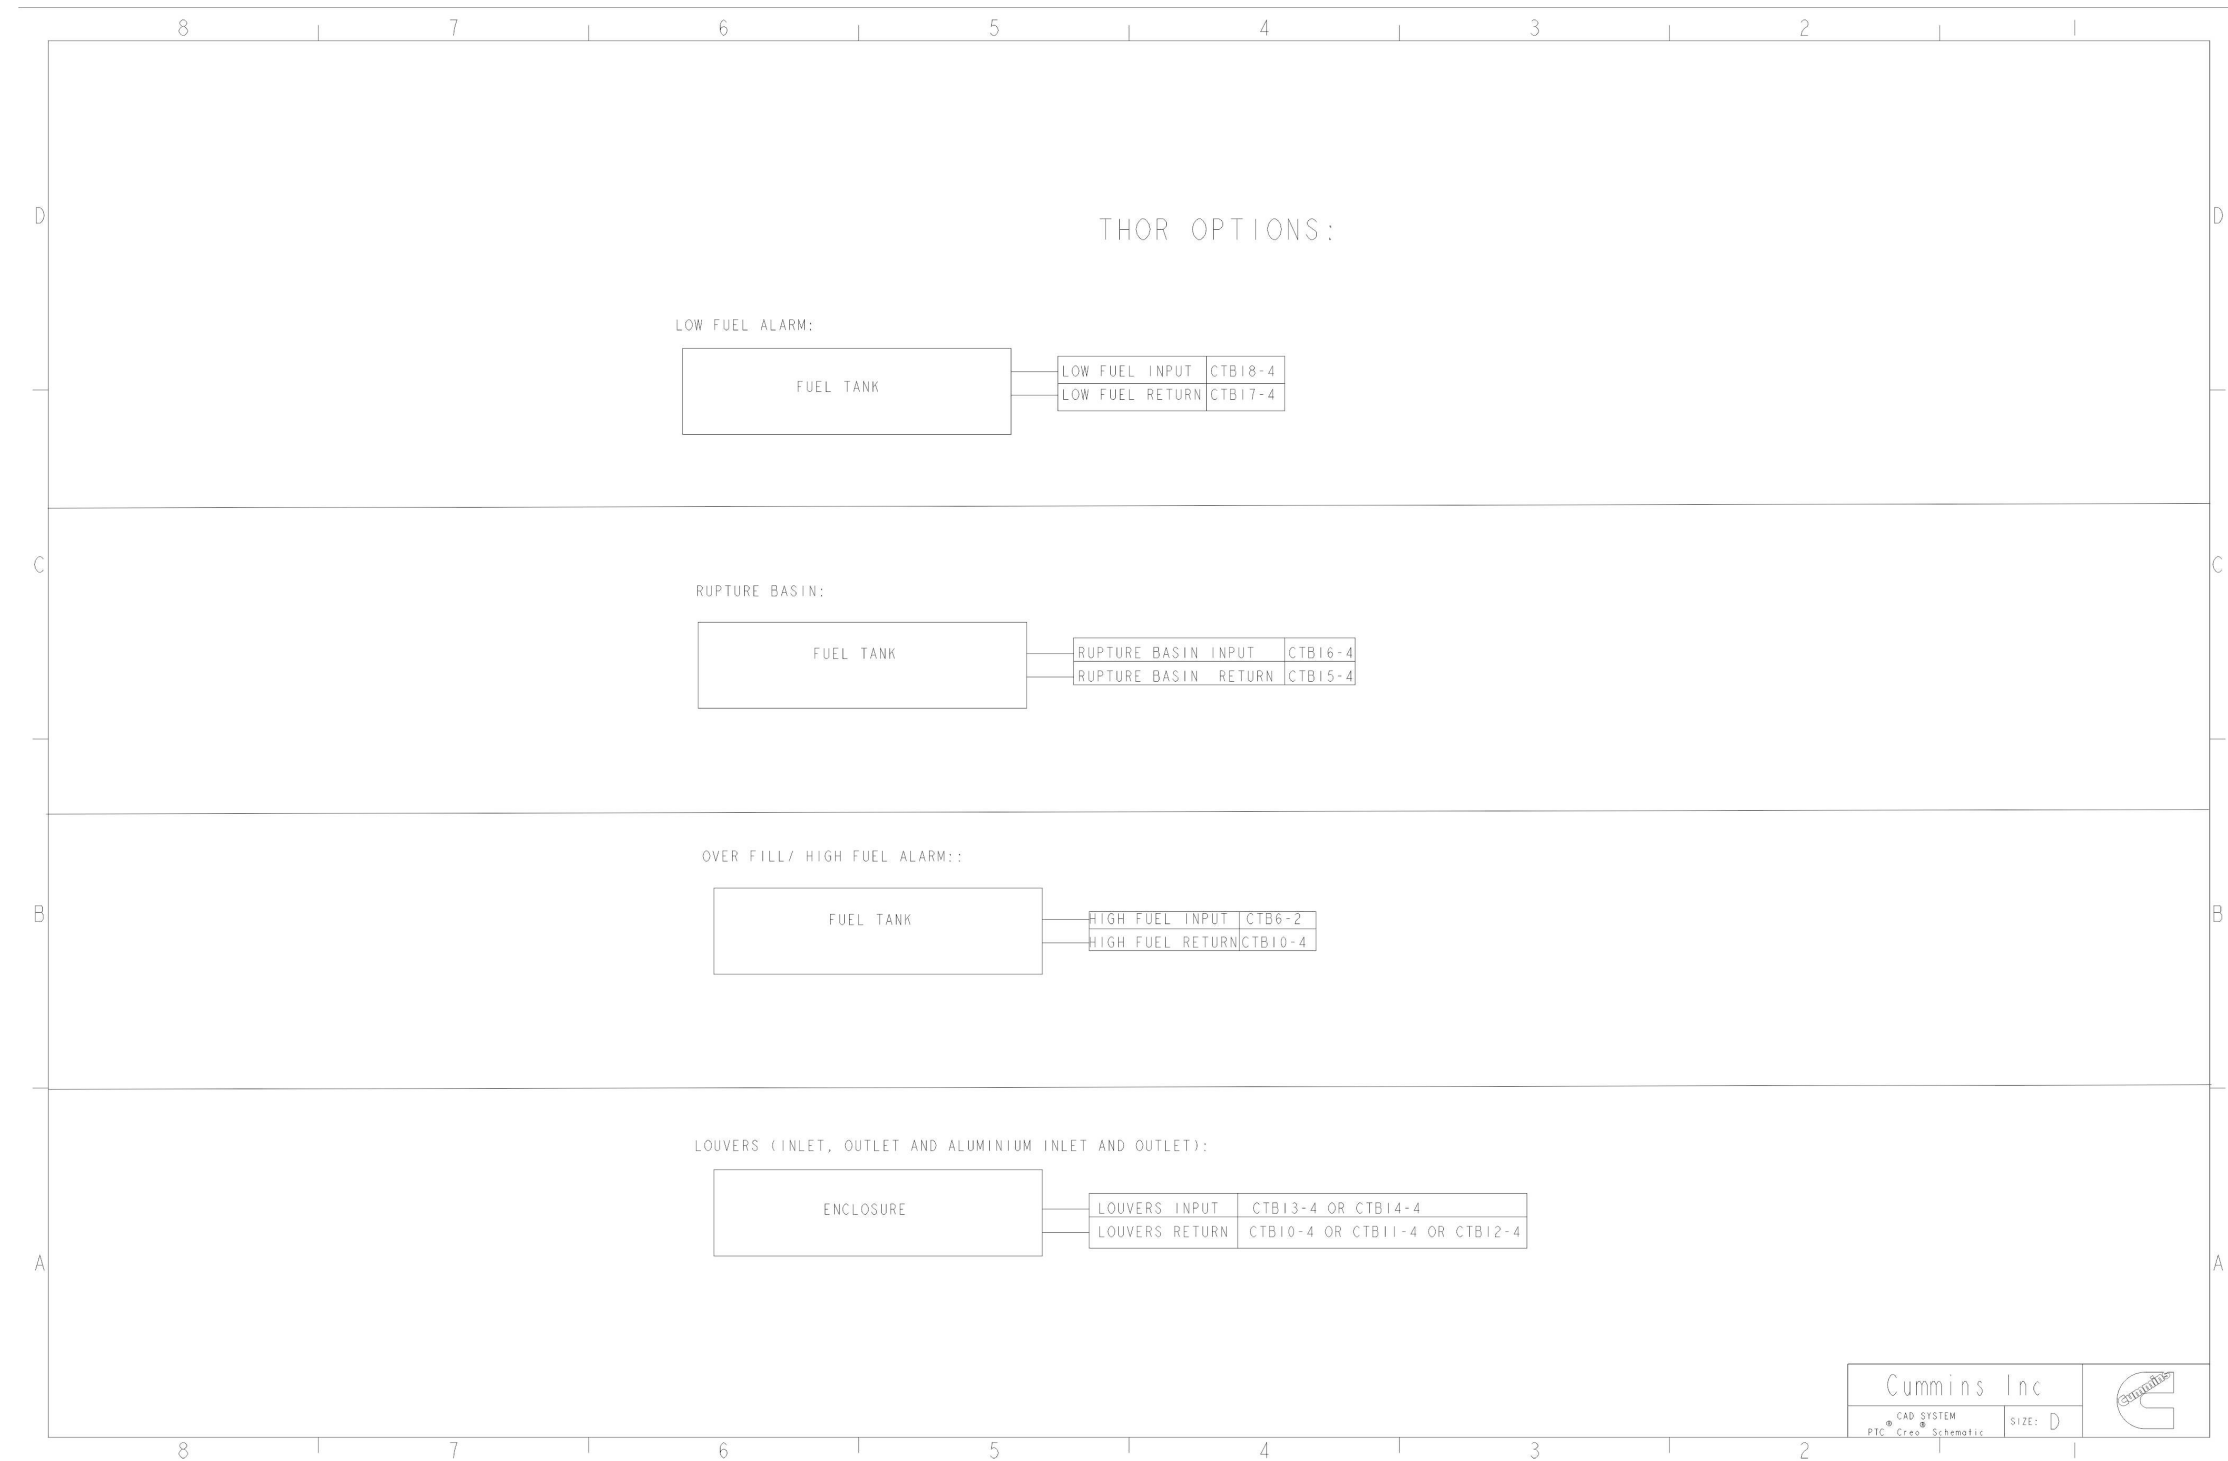 8 7 6 5 4 3 2 1
D D
THOR OPTIONS:
LOW FUEL ALARM:
FUEL TANK
LOW FUEL INPUT CTB18-4
LOW FUEL RETURN CTB17-4
C C
RUPTURE BASIN:
FUEL TANK
RUPTURE BASIN INPUT CTB16-4
RUPTURE BASIN RETURN CTB15-4
OVER FILL/ HIGH FUEL ALARM::
B B
FUEL TANK
HIGH FUEL INPUT CTB6-2
HIGH FUEL RETURN CTB10-4
LOUVERS (INLET, OUTLET AND ALUMINIUM INLET AND OUTLET):
ENCLOSURE
LOUVERS INPUT CTB13-4 OR CTB14-4
LOUVERS RETURN CTB10-4 OR CTB11-4 OR CTB12-4
A A
Cummins Inc
CAD SYSTEM
PTC® Creo® Schematic
SIZE: D
Cummins
8 7 6 5 4 3 2 1